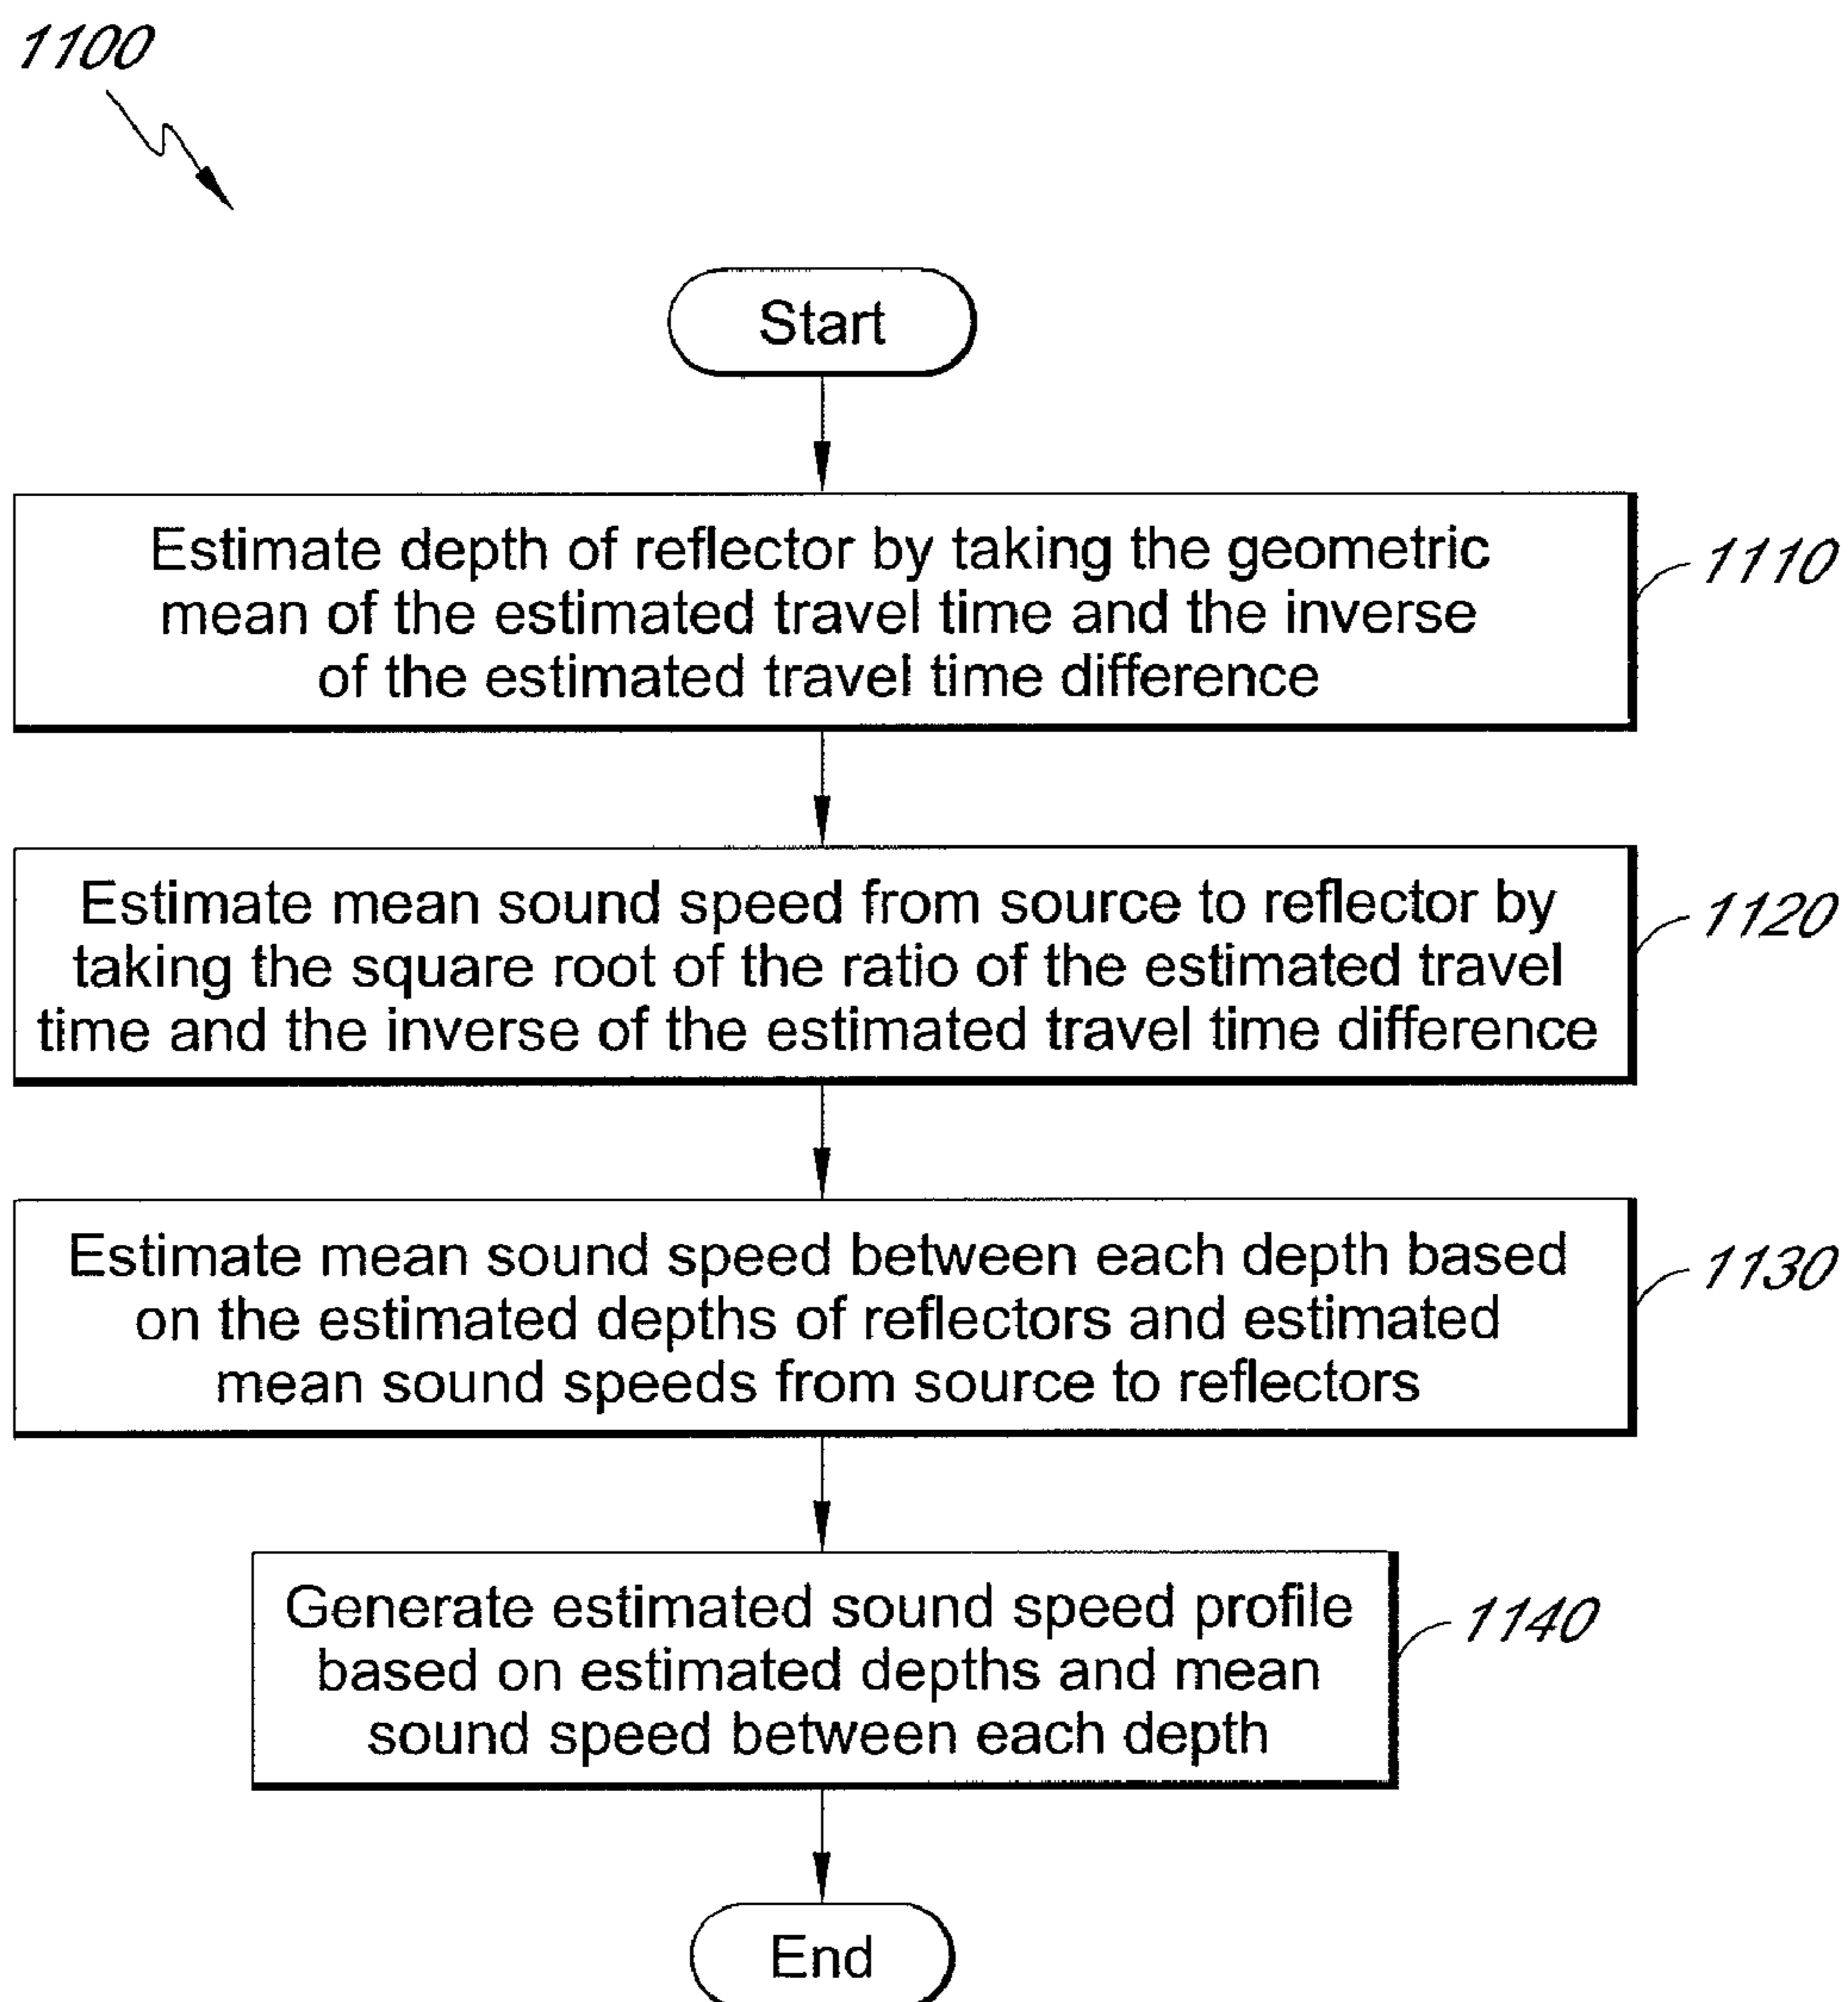 1100
Start
Estimate depth of reflector by taking the geometric
mean of the estimated travel time and the inverse
of the estimated travel time difference
1110
Estimate mean sound speed from source to reflector by
taking the square root of the ratio of the estimated travel
time and the inverse of the estimated travel time difference
1120
Estimate mean sound speed between each depth based
on the estimated depths of reflectors and estimated
mean sound speeds from source to reflectors
1130
Generate estimated sound speed profile
based on estimated depths and mean
sound speed between each depth
1140
End